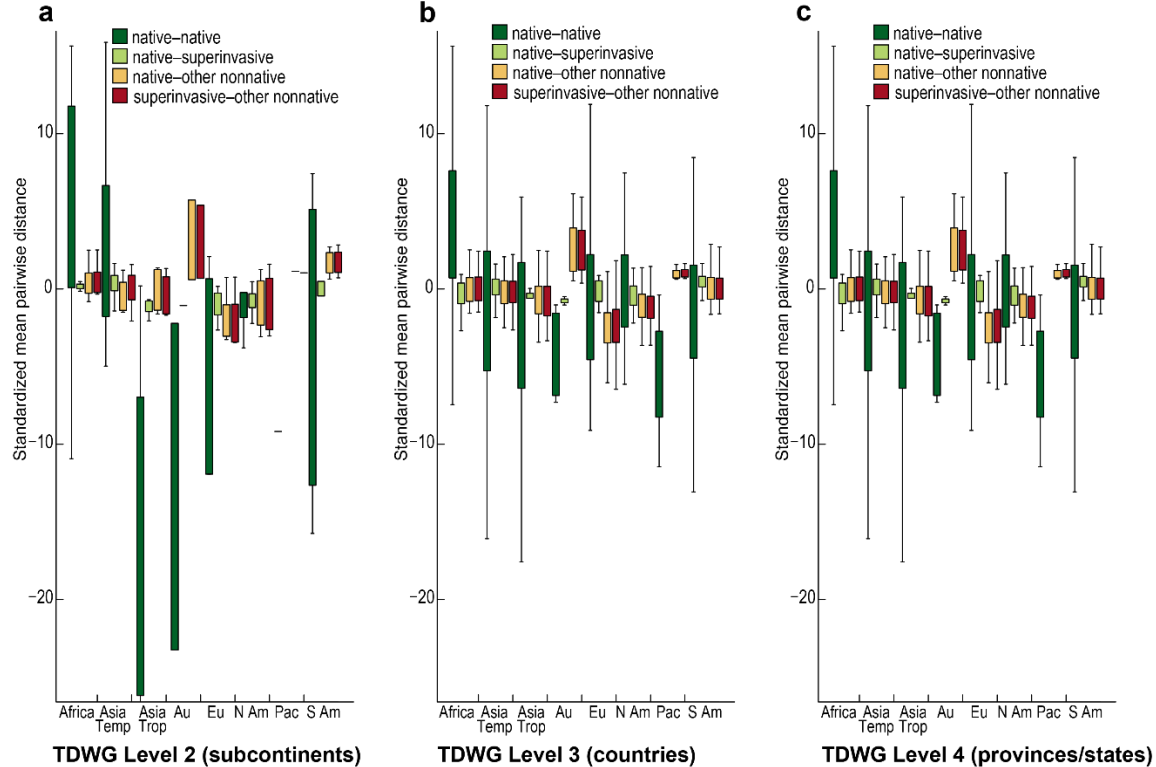 a
native–native
native–superinvasive
native–other nonnative
superinvasive–other nonnative
Standardized mean pairwise distance
10
0
−10
−20
Africa Asia Temp Asia Trop Au Eu N Am Pac S Am
TDWG Level 2 (subcontinents)
b
native–native
native–superinvasive
native–other nonnative
superinvasive–other nonnative
Standardized mean pairwise distance
10
0
−10
−20
Africa Asia Temp Asia Trop Au Eu N Am Pac S Am
TDWG Level 3 (countries)
c
native–native
native–superinvasive
native–other nonnative
superinvasive–other nonnative
Standardized mean pairwise distance
10
0
−10
−20
Africa Asia Temp Asia Trop Au Eu N Am Pac S Am
TDWG Level 4 (provinces/states)